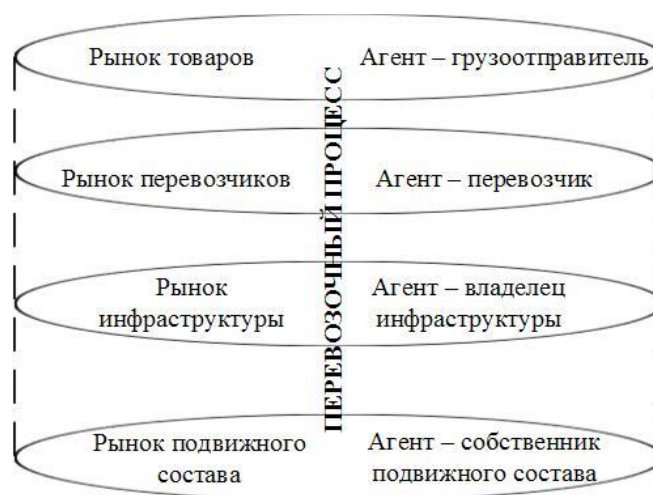 Рынок товаров
Агент – грузоотправитель
ПЕРЕВОЗОЧНЫЙ ПРОЦЕСС
Рынок перевозчиков
Агент – перевозчик
Рынок
инфраструктуры
Агент – владелец
инфраструктуры
Рынок подвижного
состава
Агент – собственник
подвижного состава